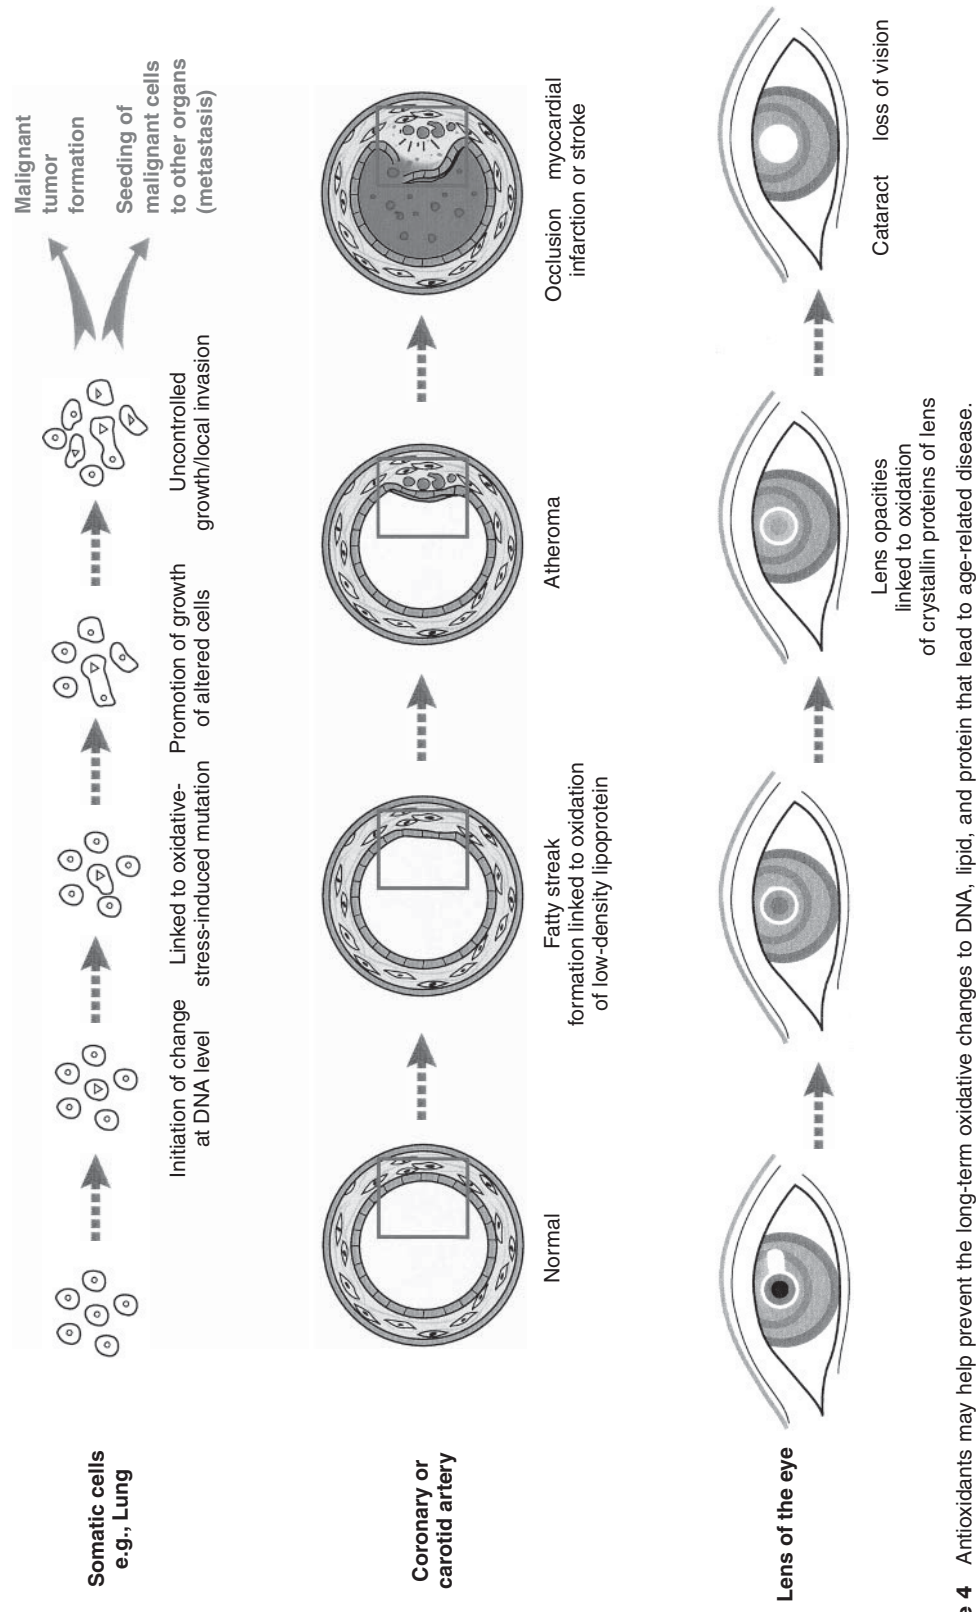 Somatic cells
e.g., Lung
Initiation of change
at DNA level
Linked to oxidative-
stress-induced mutation
Promotion of growth
of altered cells
Uncontrolled
growth/local invasion
Malignant
tumor
formation
Seeding of
malignant cells
to other organs
(metastasis)
Coronary or
carotid artery
Normal
Fatty streak
formation linked to oxidation
of low-density lipoprotein
Atheroma
Occlusion myocardial
infarction or stroke
Lens of the eye
Lens opacities
linked to oxidation
of crystallin proteins of lens
Cataract loss of vision
e 4 Antioxidants may help prevent the long-term oxidative changes to DNA, lipid, and protein that lead to age-related disease.